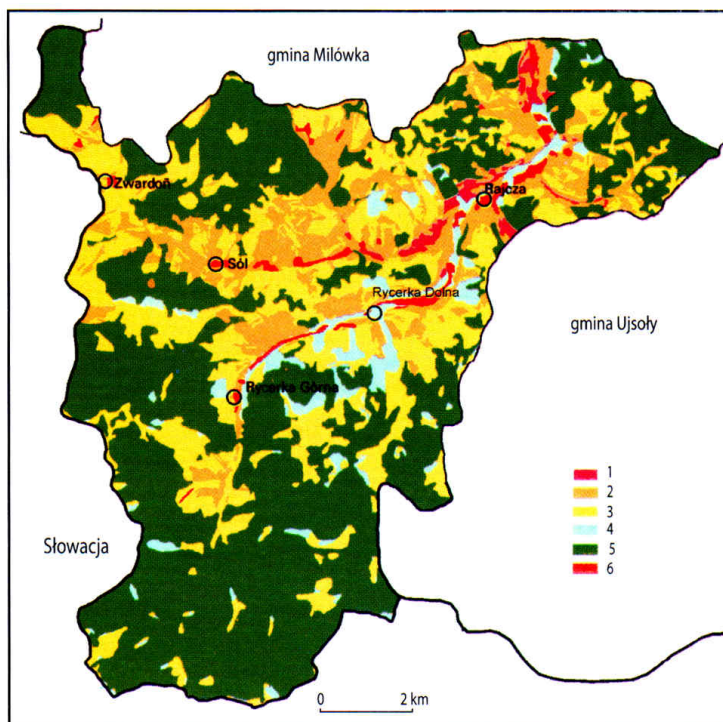 gmina Milówka
Zwardoń
Rajcza
Sól
Rycerka Dolna
gmina Ujsoły
Rycerka Górna
1
2
3
4
5
6
Słowacja
0 2 km